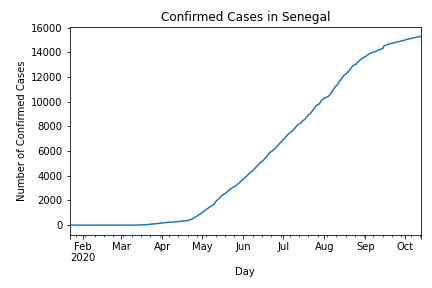 Confirmed Cases in Senegal
16000
14000
12000
10000
8000
6000
4000
2000
0
Number of Confirmed Cases
Feb Mar Apr May Jun Jul Aug Sep Oct
2020
Day